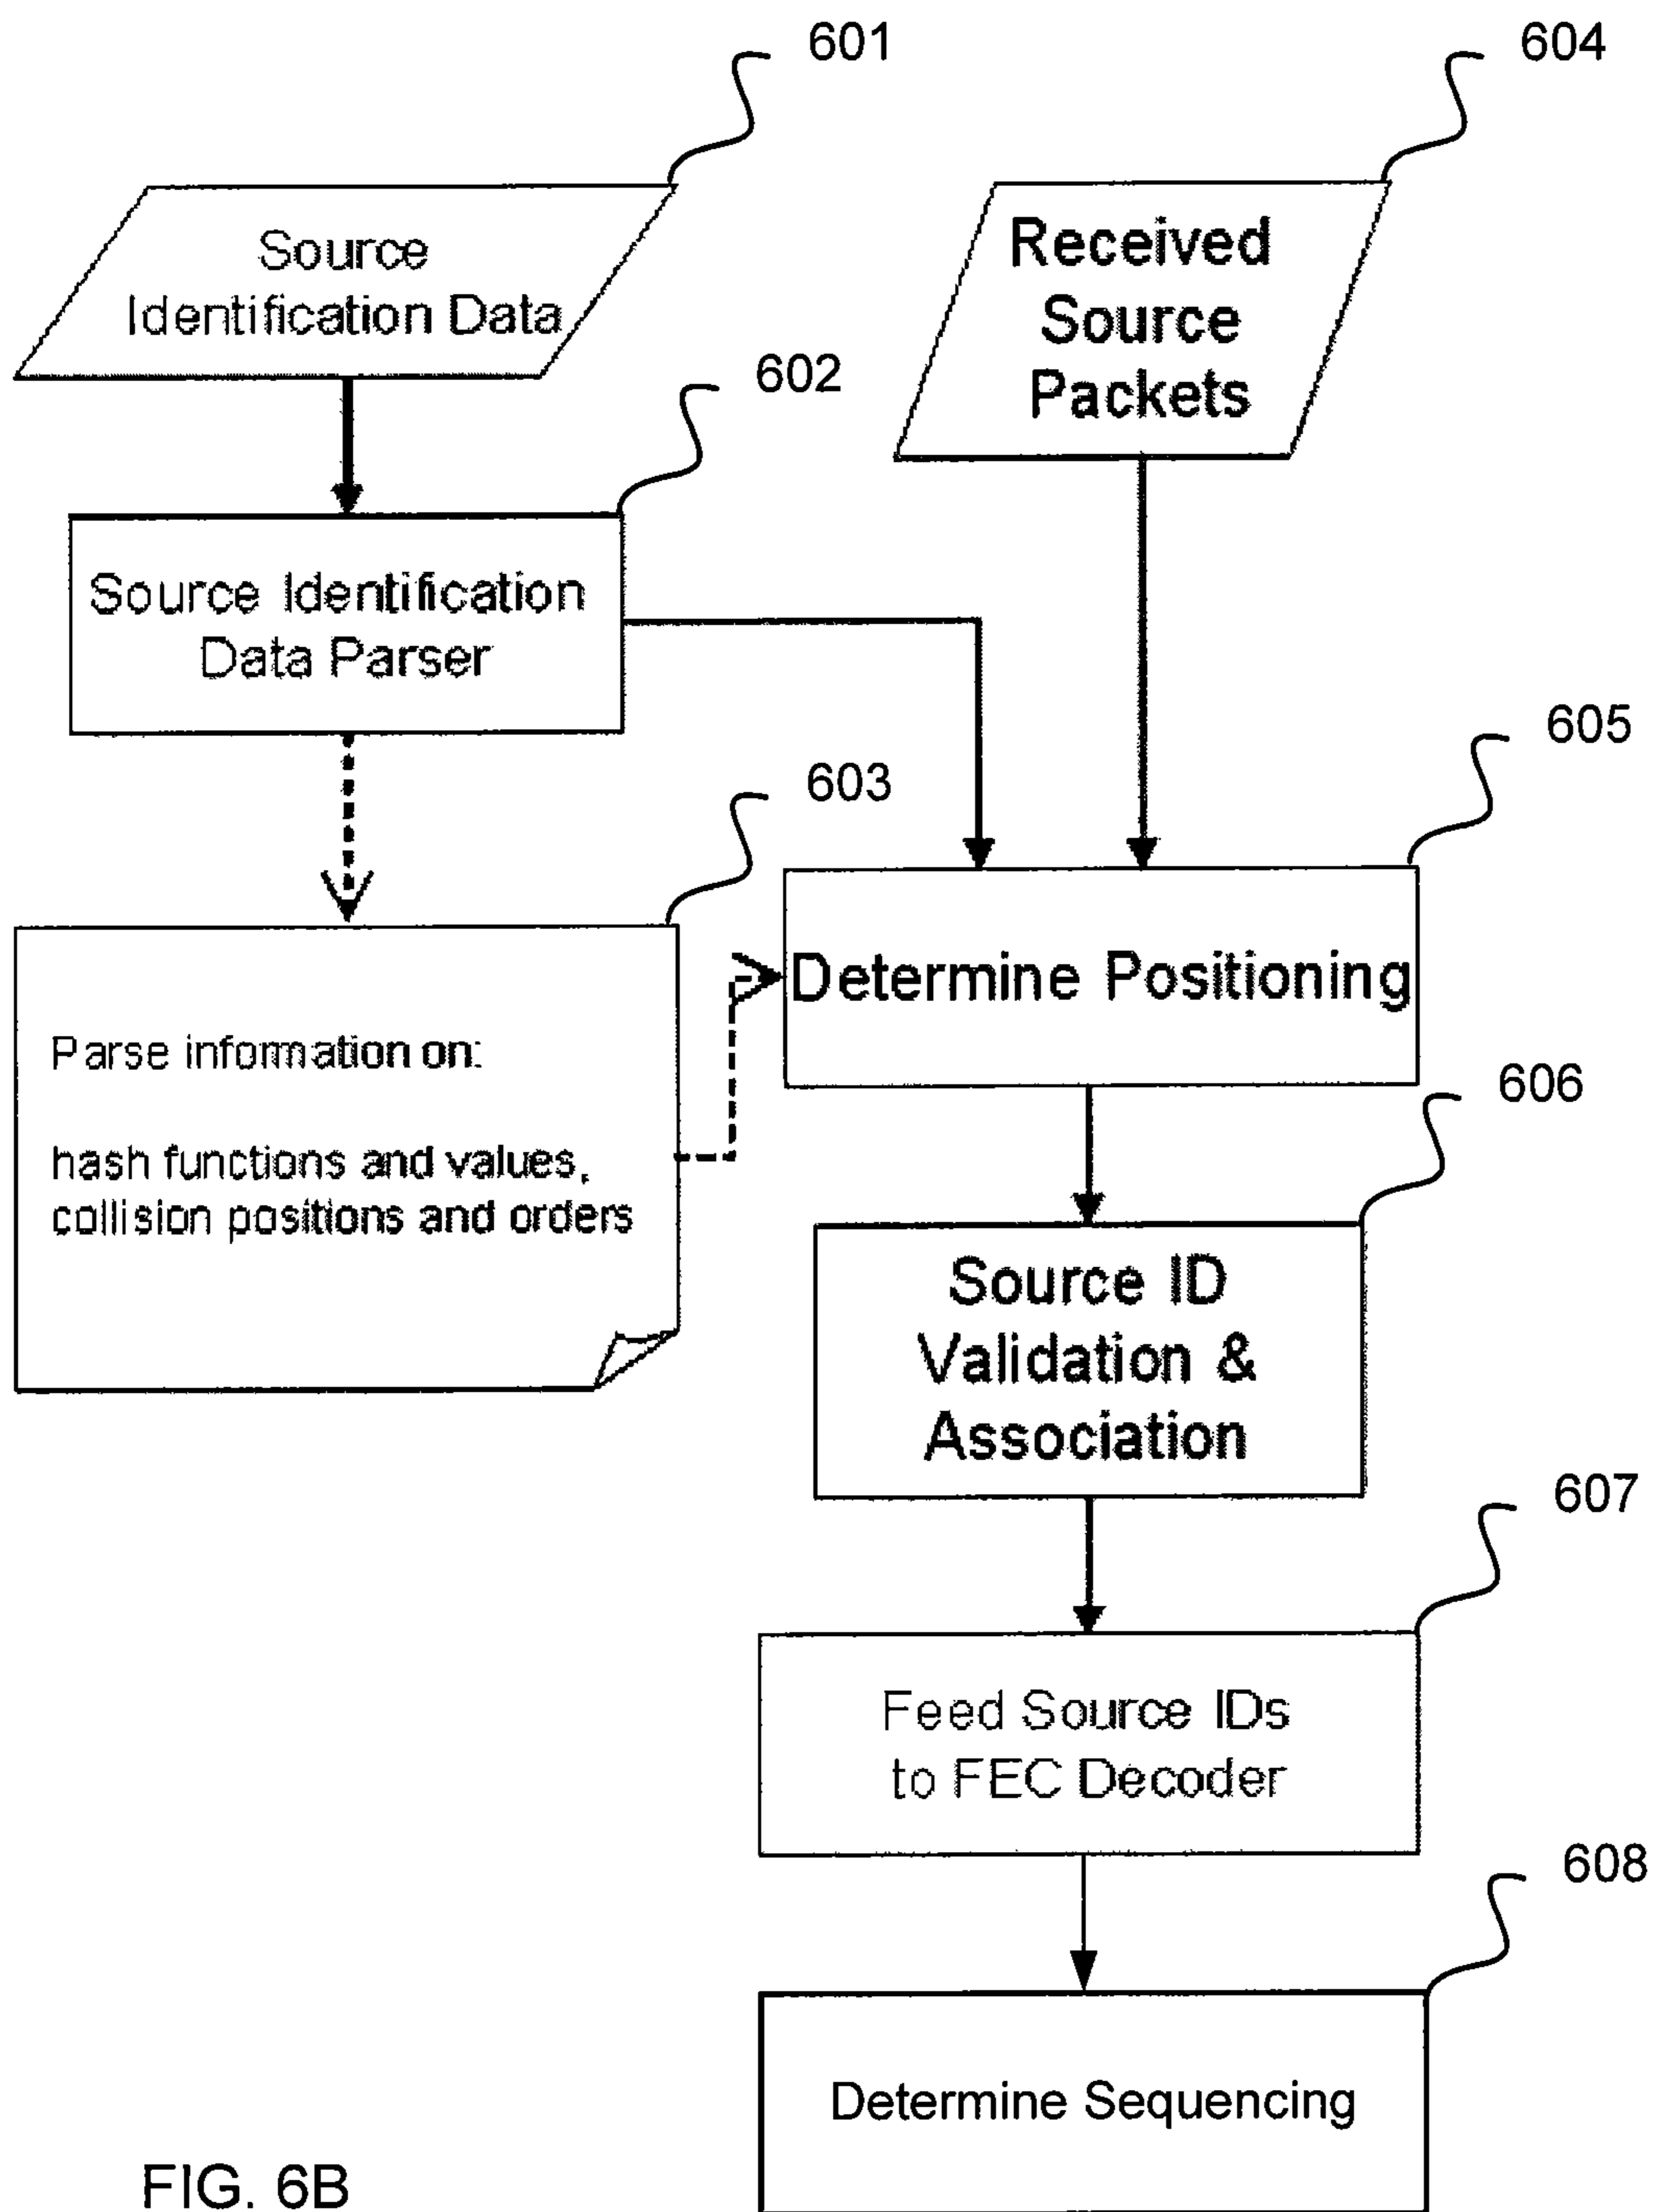 601
604
Source
Identification Data
Received
Source
Packets
602
Source Identification
Data Parser
605
603
Determine Positioning
Parse information on:
hash functions and values,
collision positions and orders
606
Source ID
Validation &
Association
607
Feed Source IDs
to FEC Decoder
608
Determine Sequencing
FIG. 6B